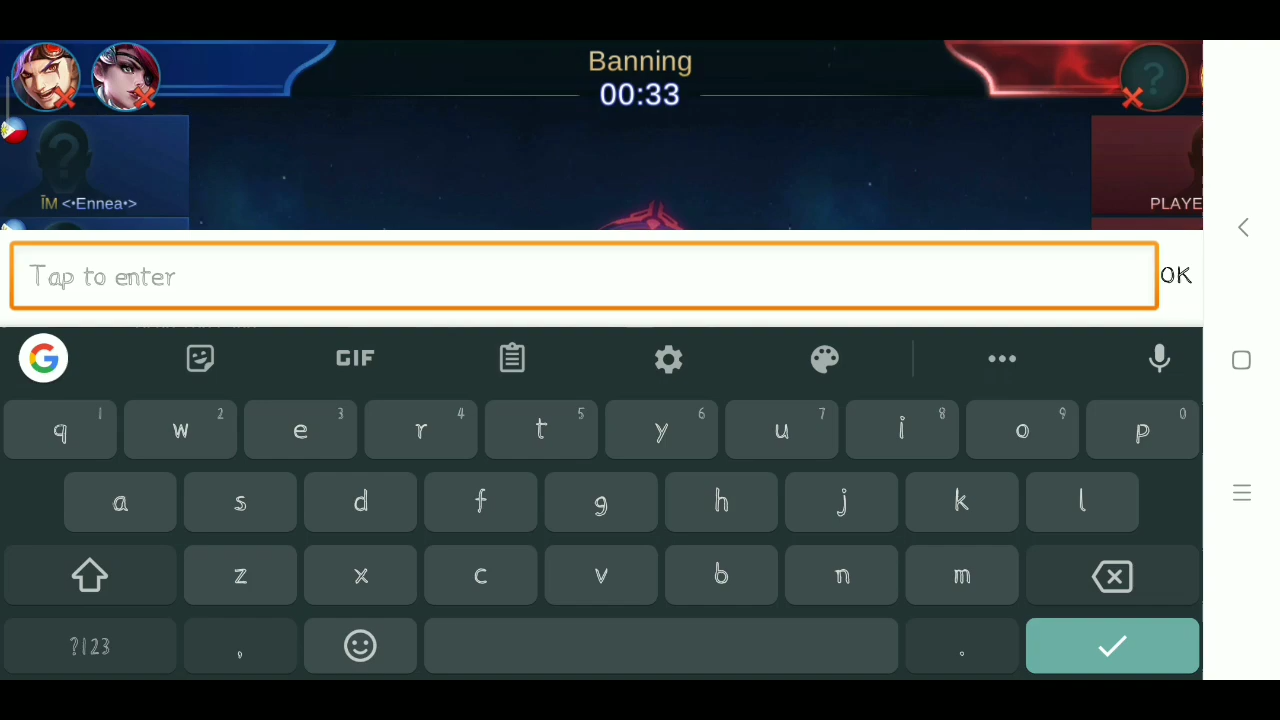 Banning
00:33
ĪM <•Ennea•>
PLAYE
Tap to enter
OK
GIF
q 1 w 2 e 3 r 4 t 5 y 6 u 7 i 8 o 9 p 0
a s d f g h j k l
z x c v b n m
?123 , .